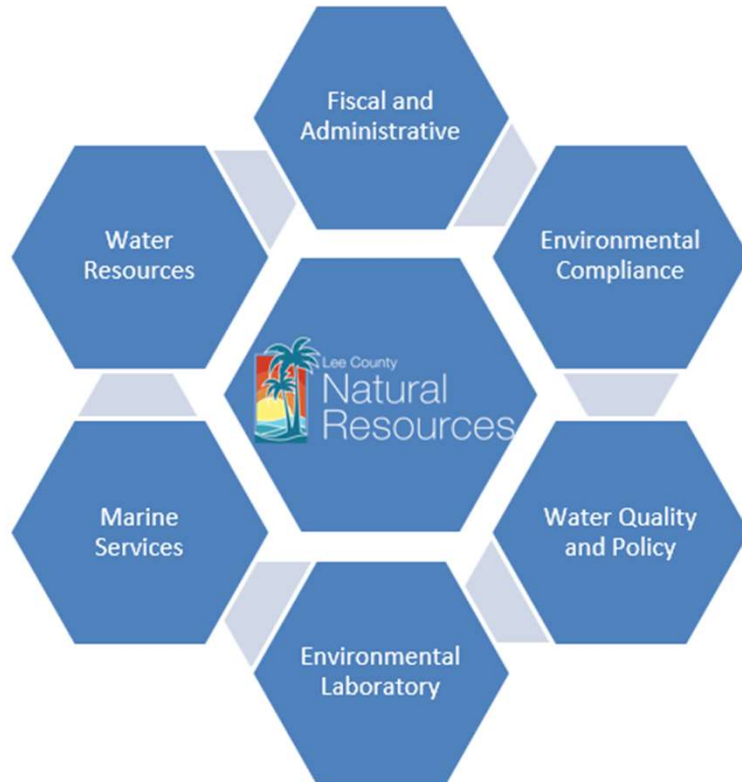 Fiscal and
Administrative
Water
Resources
Environmental
Compliance
Lee County
Natural
Resources
Marine
Services
Water Quality
and Policy
Environmental
Laboratory